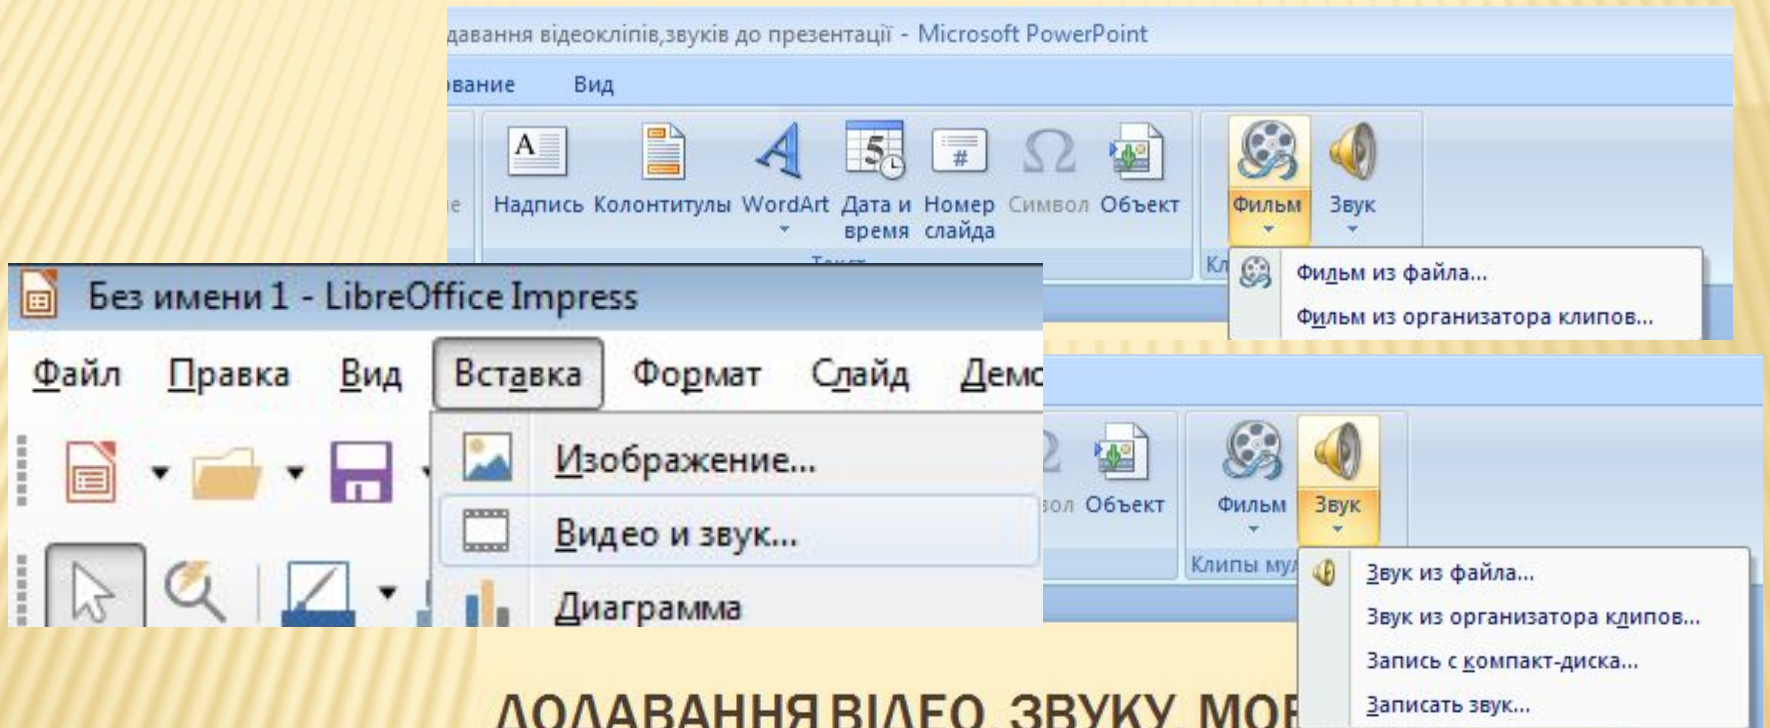 давання відеокліпів,звуків до презентації - Microsoft PowerPoint
ование Вид
Надпись Колонтитулы WordArt Дата и время Номер слайда Символ Объект Фильм Звук
Текст
Фильм из файла...
Фильм из организатора клипов...
Без имени 1 - LibreOffice Impress
Файл Правка Вид Вставка Формат Слайд Демо
Изображение...
Видео и звук...
Диаграмма
Объект Фильм Звук
Клипы му
Звук из файла...
Звук из организатора клипов...
Запись с компакт-диска...
Записать звук...
ДОДАВАННЯ ВІДЕО, ЗВУКУ,